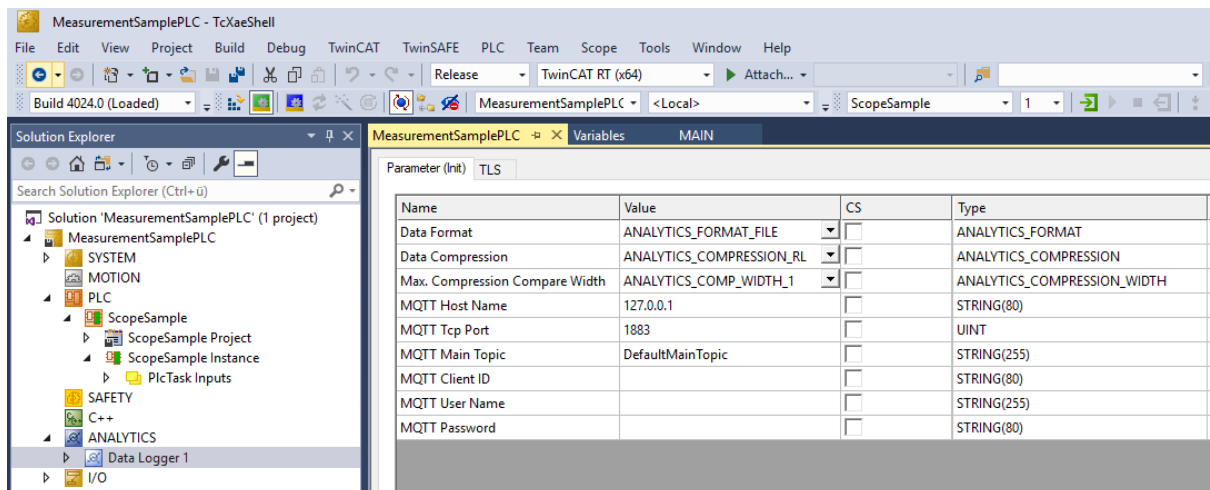 MeasurementSamplePLC - TcXaeShell
File Edit View Project Build Debug TwinCAT TwinSAFE PLC Team Scope Tools Window Help
Release TwinCAT RT (x64) Attach...
Build 4024.0 (Loaded) MeasurementSamplePLC <Local> ScopeSample 1
Solution Explorer
Search Solution Explorer (Ctrl+ü)
Solution 'MeasurementSamplePLC' (1 project)
MeasurementSamplePLC
SYSTEM
MOTION
PLC
ScopeSample
ScopeSample Project
ScopeSample Instance
PlcTask Inputs
SAFETY
C++
ANALYTICS
Data Logger 1
I/O
MeasurementSamplePLC Variables MAIN
Parameter (Init) TLS
Name Value CS Type
Data Format ANALYTICS_FORMAT_FILE ANALYTICS_FORMAT
Data Compression ANALYTICS_COMPRESSION_RL ANALYTICS_COMPRESSION
Max. Compression Compare Width ANALYTICS_COMP_WIDTH_1 ANALYTICS_COMPRESSION_WIDTH
MQTT Host Name 127.0.0.1 STRING(80)
MQTT Tcp Port 1883 UINT
MQTT Main Topic DefaultMainTopic STRING(255)
MQTT Client ID STRING(80)
MQTT User Name STRING(255)
MQTT Password STRING(80)